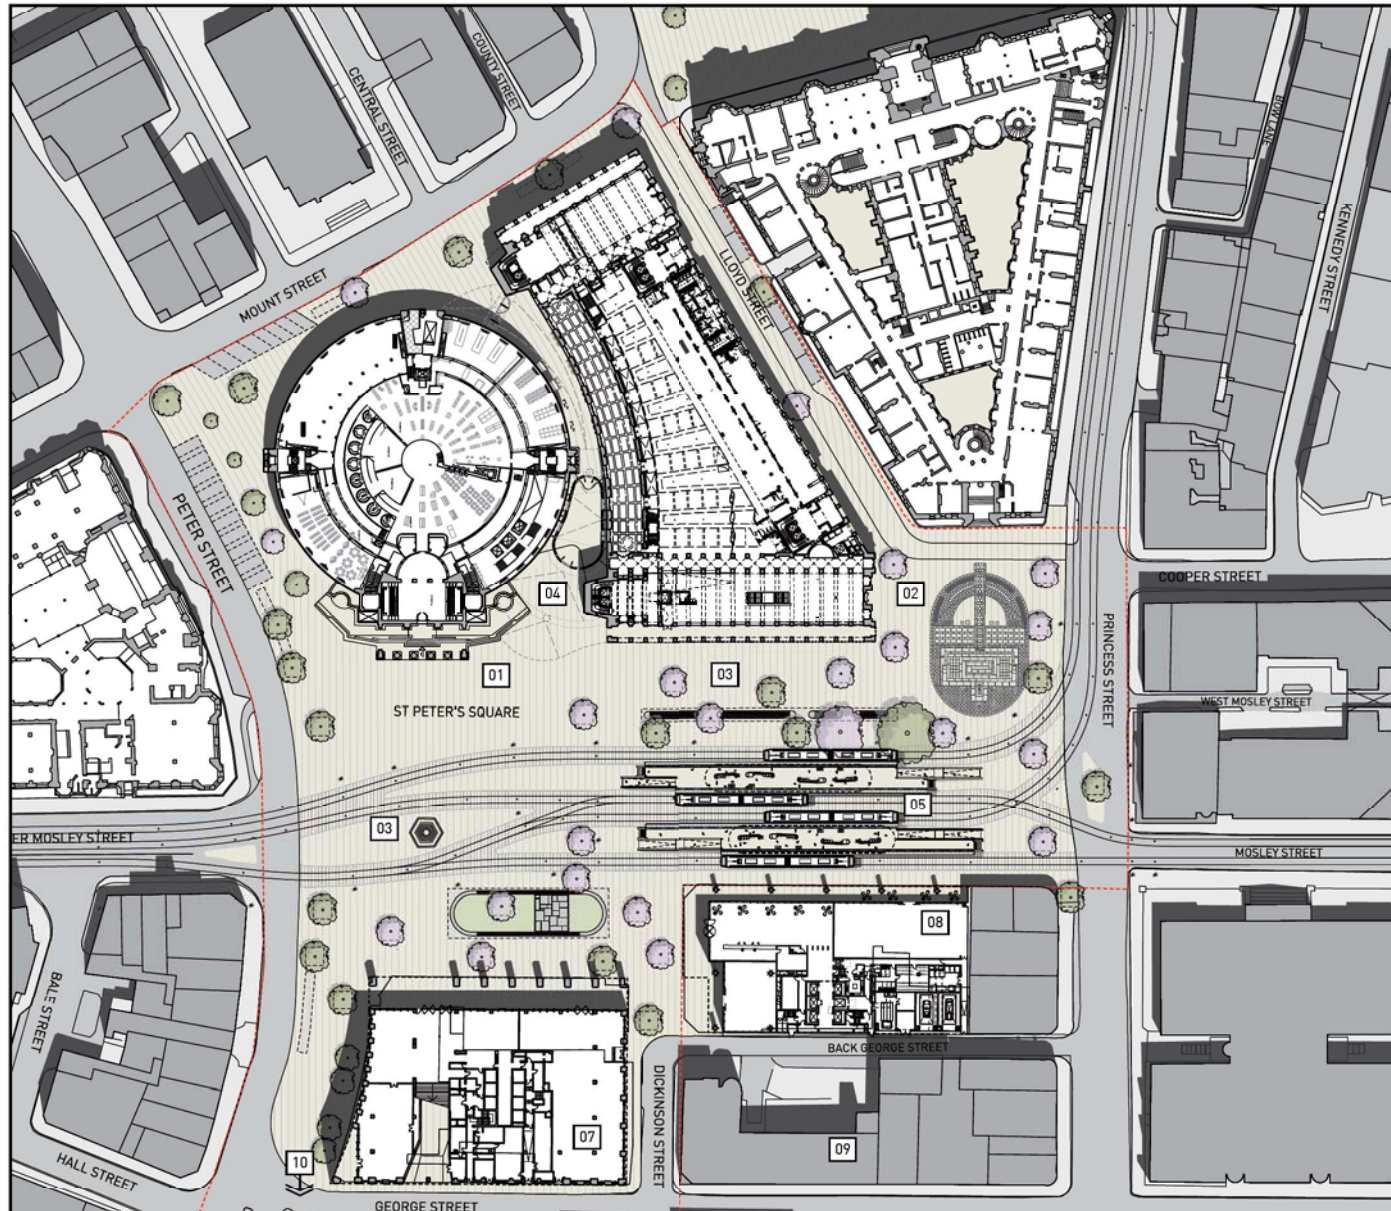 COUNTY STREET
CENTRAL STREET
BOW LANE
KENNEDY STREET
LLOYD STREET
MOUNT STREET
PETER STREET
COOPER STREET
04
02
PRINCESS STREET
01
03
WEST MOSLEY STREET
ST PETER'S SQUARE
05
03
ER MOSLEY STREET
MOSLEY STREET
08
BALE STREET
BACK GEORGE STREET
DICKINSON STREET
07
09
10
HALL STREET
GEORGE STREET